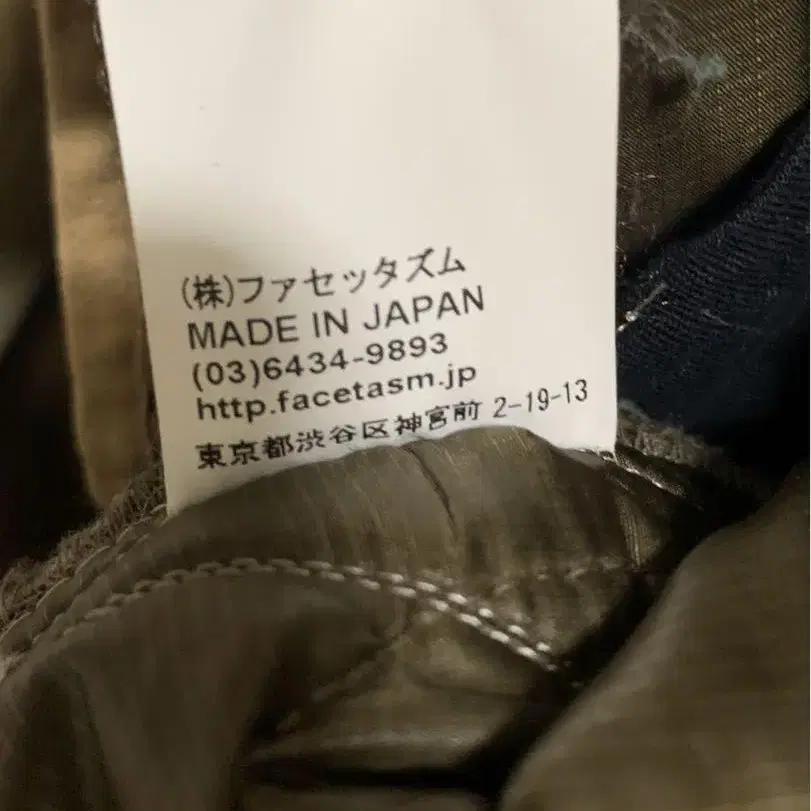 (株)ファセッタズム
MADE IN JAPAN
(03)6434-9893
http.facetasm.jp
東京都渋谷区神宮前 2-19-13